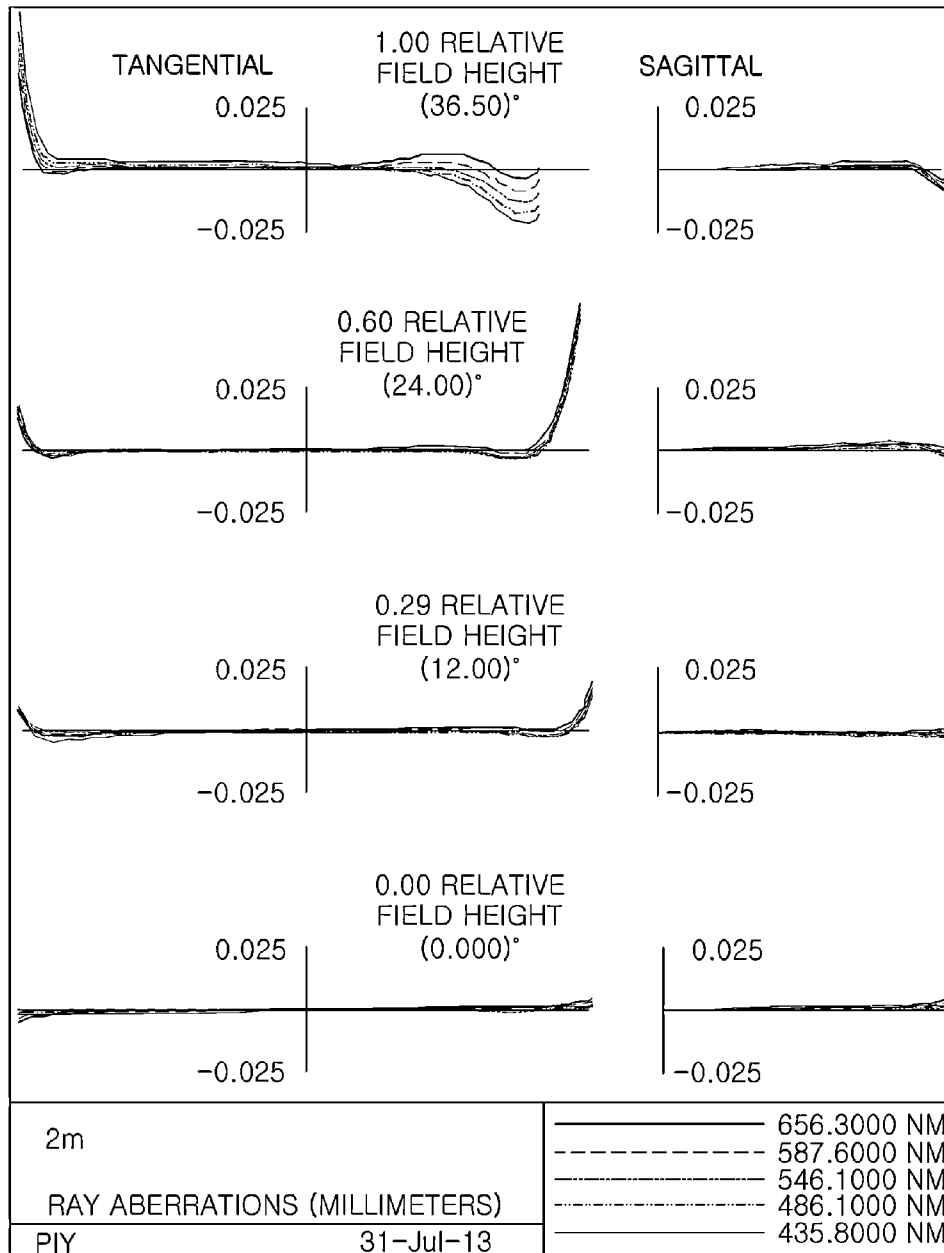 1.00 RELATIVE
TANGENTIAL FIELD HEIGHT SAGITTAL
(36.50)°
0.025 0.025
-0.025 -0.025
0.60 RELATIVE
FIELD HEIGHT
(24.00)°
0.025 0.025
-0.025 -0.025
0.29 RELATIVE
FIELD HEIGHT
(12.00)°
0.025 0.025
-0.025 -0.025
0.00 RELATIVE
FIELD HEIGHT
(0.000)°
0.025 0.025
-0.025 -0.025
2m
RAY ABERRATIONS (MILLIMETERS)
PIY 31-Jul-13
656.3000 NM
587.6000 NM
546.1000 NM
486.1000 NM
435.8000 NM